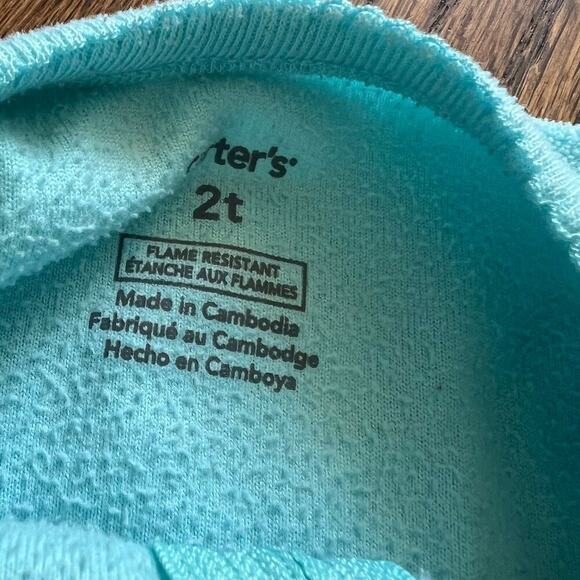 rter's
2t
FLAME RESISTANT
ÉTANCHE AUX FLAMMES
Made in Cambodia
Fabriqué au Cambodge
Hecho en Camboya